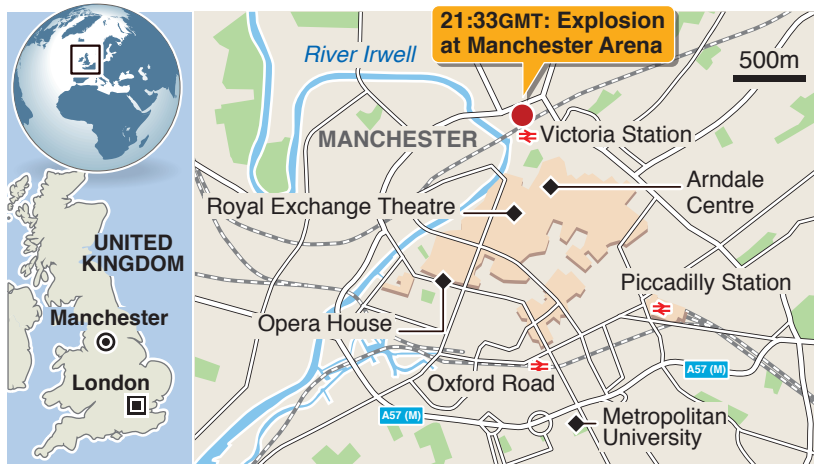 21:33GMT: Explosion
at Manchester Arena
River Irwell
500m
MANCHESTER
Victoria Station
Arndale
Centre
Royal Exchange Theatre
UNITED
KINGDOM
Piccadilly Station
Manchester
Opera House
London
Oxford Road
A57 (M)
A57 (M)
Metropolitan
University